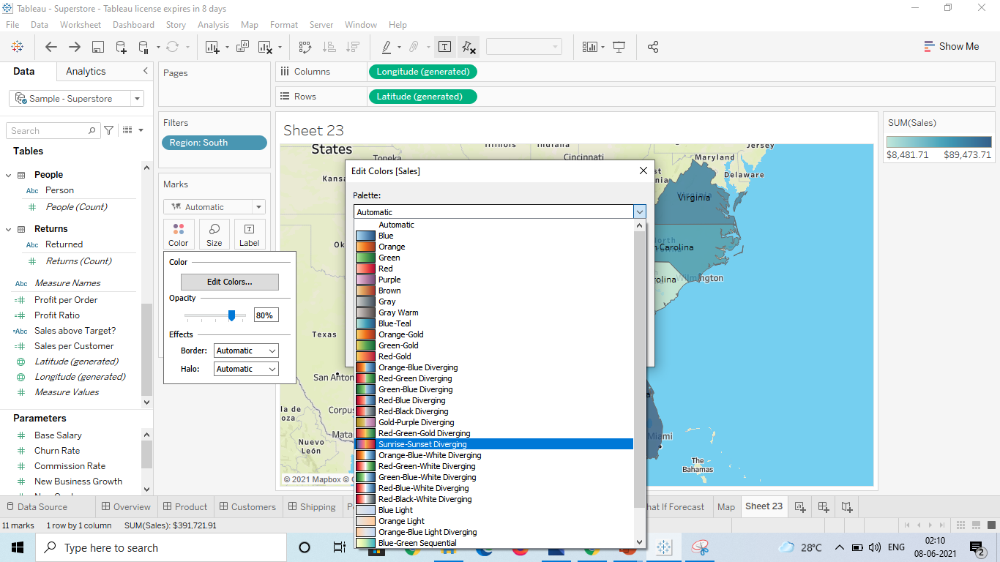 Tableau - Superstore - Tableau license expires in 8 days
File Data Worksheet Dashboard Story Analysis Map Format Server Window Help
Show Me
Data Analytics
Sample - Superstore
Search
Tables
People
Abc Person
People (Count)
Returns
Abc Returned
Returns (Count)
Abc Measure Names
Profit per Order
Profit Ratio
Abc Sales above Target?
Sales per Customer
Latitude (generated)
Longitude (generated)
Measure Values
Parameters
Base Salary
Churn Rate
Commission Rate
New Business Growth
Pages
Filters
Region: South
Marks
Automatic
Color Size Label
Color
Edit Colors...
Opacity
80%
Effects
Border: Automatic
Halo: Automatic
Columns Longitude (generated)
Rows Latitude (generated)
Sheet 23
States
Topeka
Illinois
Indiana
Cincinnati
Maryland
Jersey
Delaware
Virginia
Kansa
Carolina
rolina
Wilmington
Ok
Texas
San Anton
Corpus
Mata
Nuevo
León
la de
oza
Miami
The
Bahamas
© 2021 Mapbox ©
Edit Colors [Sales]
Palette:
Automatic
Automatic
Blue
Orange
Green
Red
Purple
Brown
Gray
Gray Warm
Blue-Teal
Orange-Gold
Green-Gold
Red-Gold
Orange-Blue Diverging
Red-Green Diverging
Green-Blue Diverging
Red-Blue Diverging
Red-Black Diverging
Gold-Purple Diverging
Red-Green-Gold Diverging
Sunrise-Sunset Diverging
Orange-Blue-White Diverging
Red-Green-White Diverging
Green-Blue-White Diverging
Red-Blue-White Diverging
Red-Black-White Diverging
Blue Light
Orange Light
Orange-Blue Light Diverging
Blue-Green Sequential
SUM(Sales)
$8,481.71 $89,473.71
Data Source Overview Product Customers Shipping hat If Forecast Map Sheet 23
11 marks 1 row by 1 column SUM(Sales): $391,721.91
Type here to search
28°C
ENG
02:10
08-06-2021
2